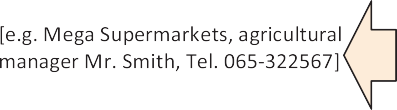 [e.g. Mega Supermarkets, agricultural
manager Mr. Smith, Tel. 065-322567]